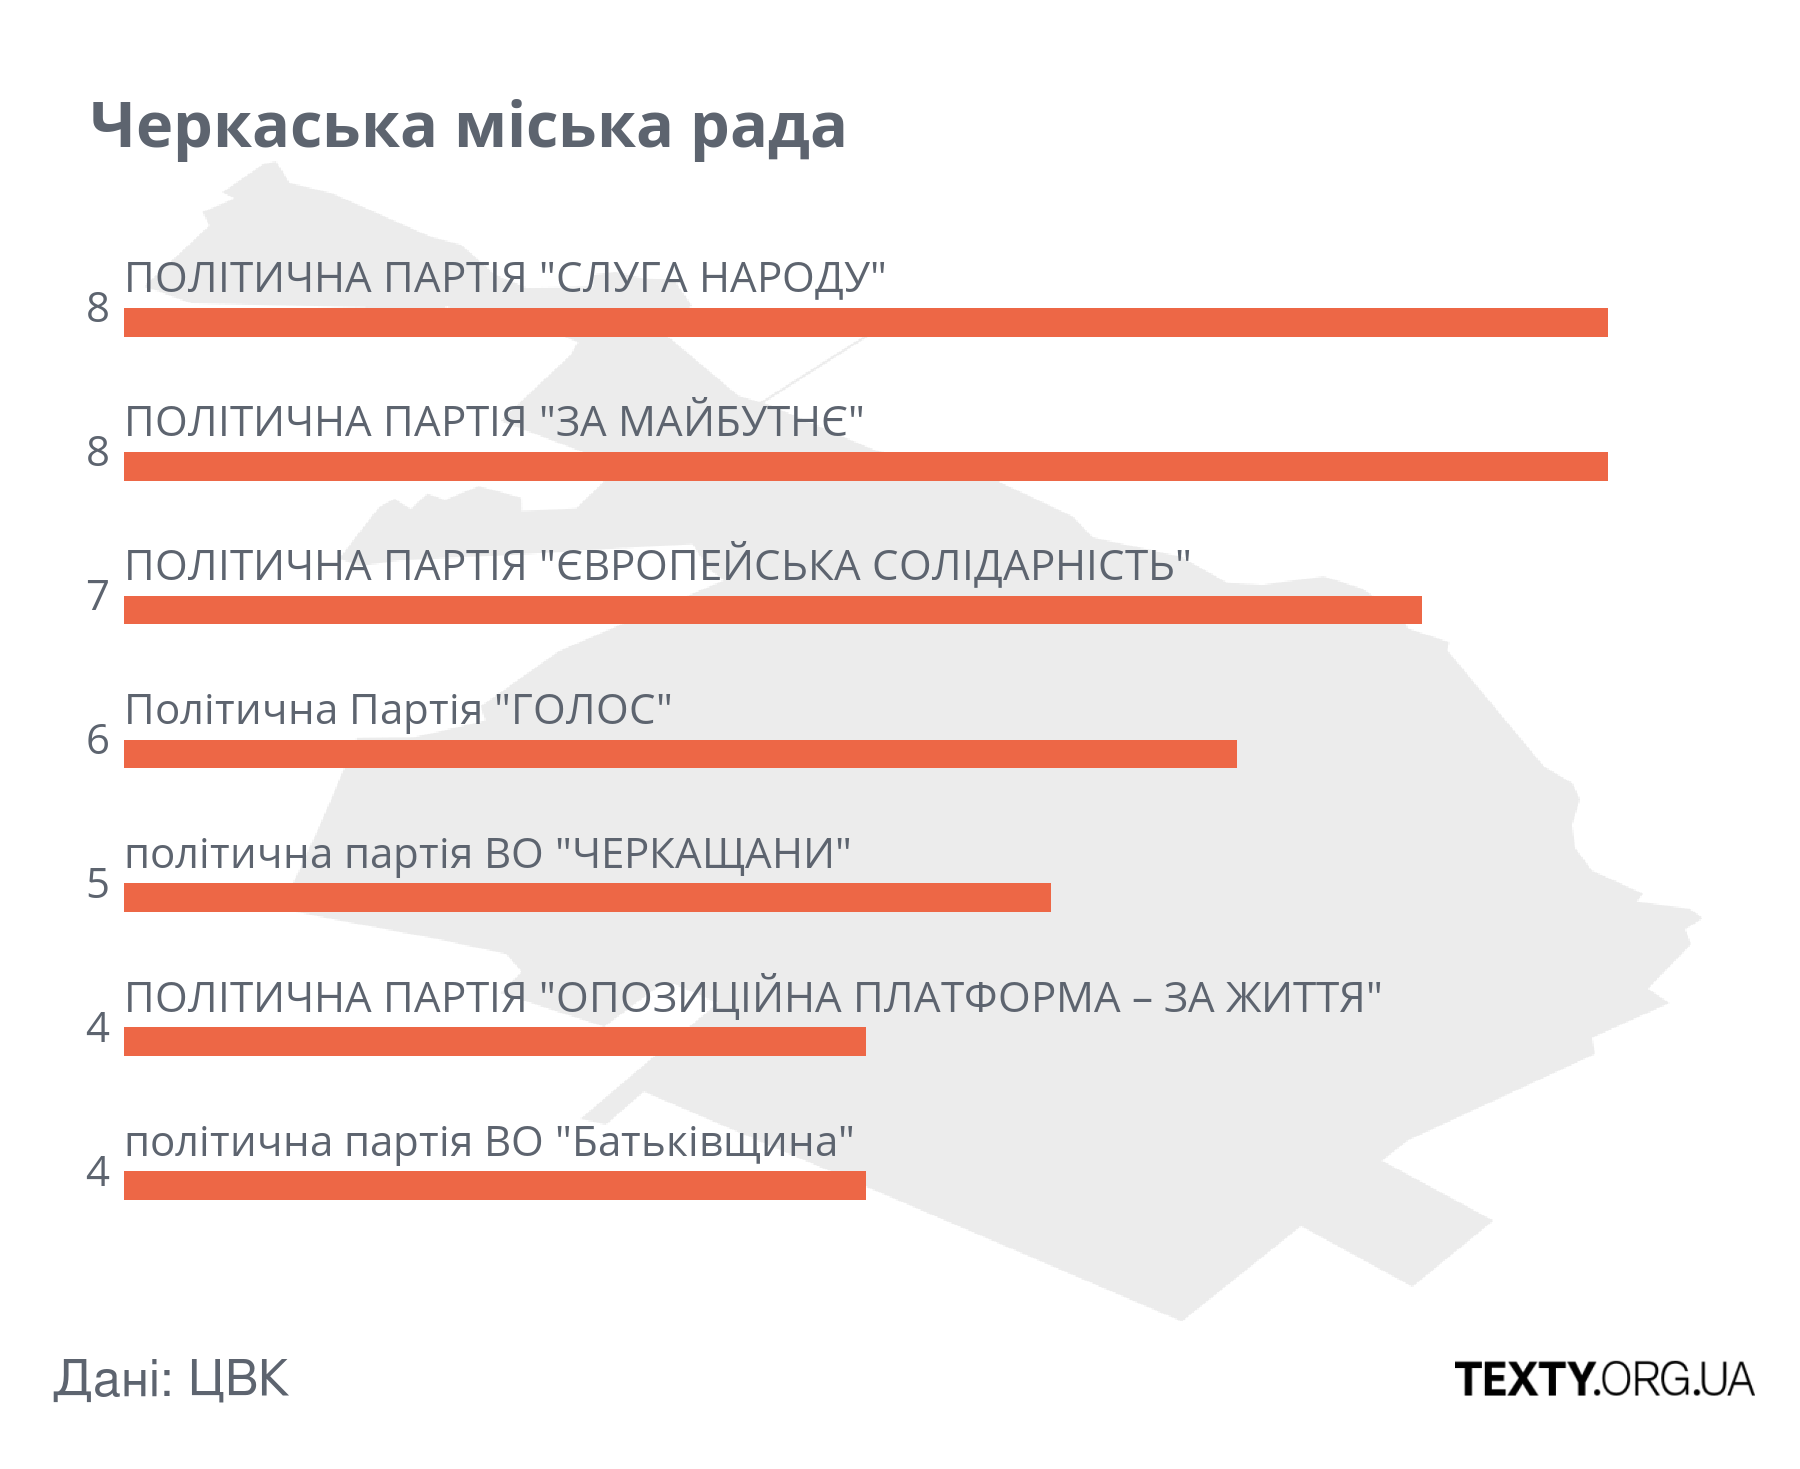 Черкаська міська рада
ПОЛІТИЧНА ПАРТІЯ "СЛУГА НАРОДУ"
8
ПОЛІТИЧНА ПАРТІЯ "ЗА МАЙБУТНЄ"
8
ПОЛІТИЧНА ПАРТІЯ "ЄВРОПЕЙСЬКА СОЛІДАРНІСТЬ"
7
Політична Партія "ГОЛОС"
6
політична партія ВО "ЧЕРКАЩАНИ"
5
ПОЛІТИЧНА ПАРТІЯ "ОПОЗИЦІЙНА ПЛАТФОРМА – ЗА ЖИТТЯ"
4
політична партія ВО "Батьківщина"
4
Дані: ЦВК
TEXTY.ORG.UA